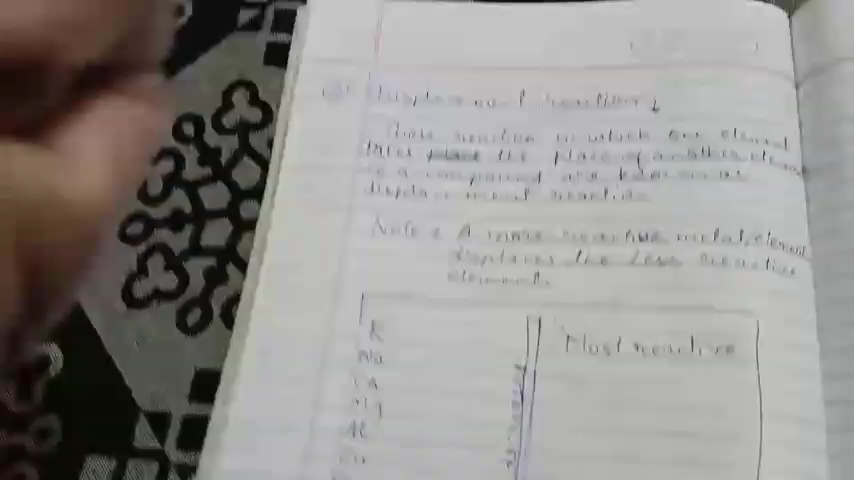 Displacement reaction :
Those reaction in which one element
takes place the place of another element
in a compound are known as
displacement reaction.
Note : A more reactive metal, element
displaces the less reactive
element.
K
Most reactive
Na
Ca
Mg
Al